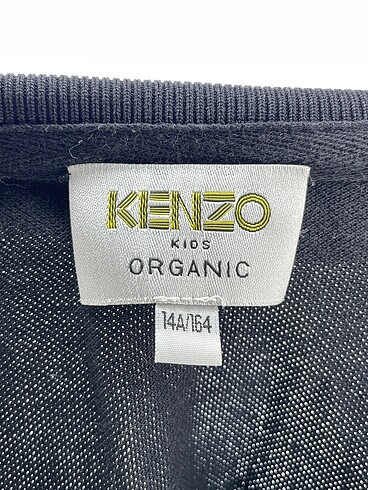 KENZO
KIDS
ORGANIC
14A/164